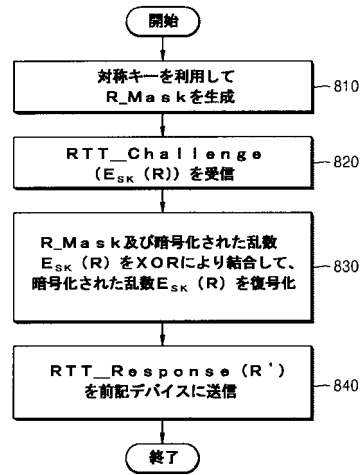 開始
対称キーを利用して
R_Maskを生成
810
RTT_Challenge
(E_SK(R))を受信
820
R_Mask及び暗号化された乱数
E_SK(R)をXORにより結合して、
暗号化された乱数E_SK(R)を復号化
830
RTT_Response(R')
を前記デバイスに送信
840
終了